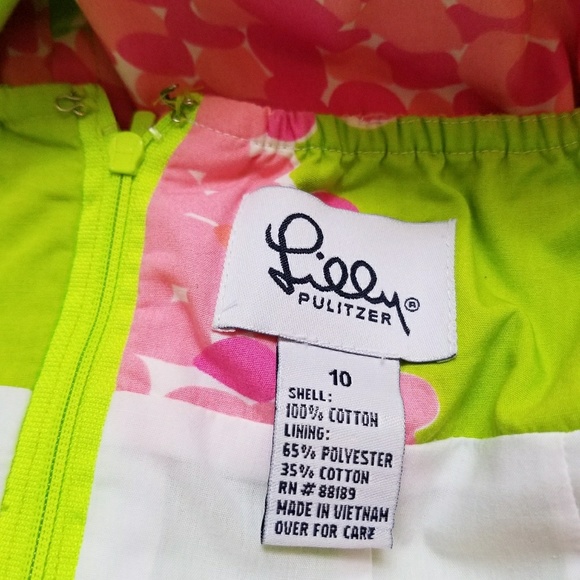 Lilly®
PULITZER
10
SHELL:
100% COTTON
LINING:
65% POLYESTER
35% COTTON
RN # 88189
MADE IN VIETNAM
OVER FOR CARE